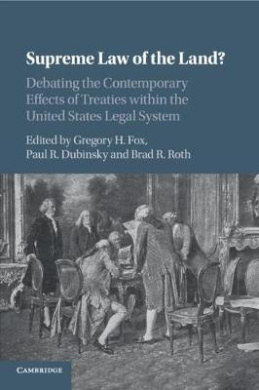 Supreme Law of the Land?
Debating the Contemporary
Effects of Treaties within the
United States Legal System
Edited by Gregory H. Fox,
Paul R. Dubinsky and Brad R. Roth
CAMBRIDGE